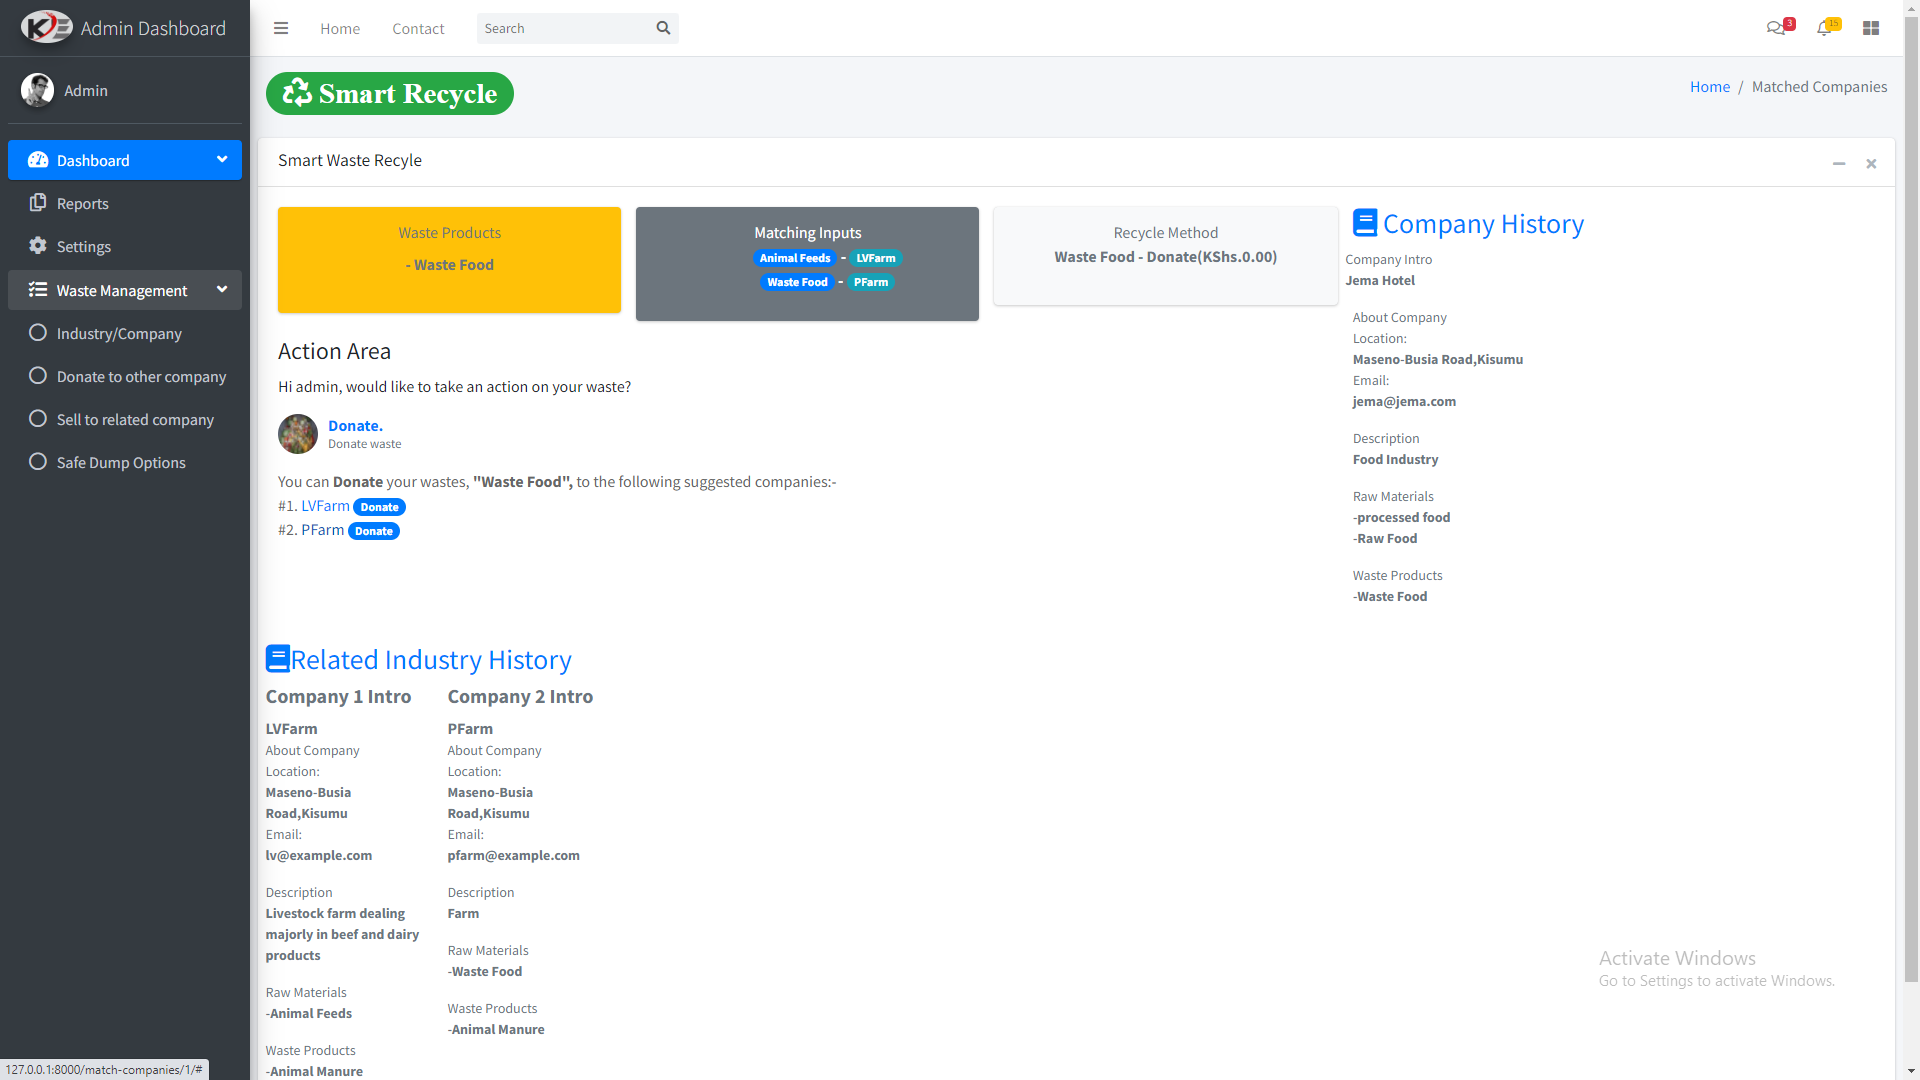 Admin Dashboard
Home
Contact
Search
3
15
Admin
Smart Recycle
Home / Matched Companies
Dashboard
Reports
Settings
Waste Management
Industry/Company
Donate to other company
Sell to related company
Safe Dump Options
Smart Waste Recyle
Waste Products
- Waste Food
Matching Inputs
Animal Feeds - LVFarm
Waste Food - PFarm
Recycle Method
Waste Food - Donate(KShs.0.00)
Action Area
Hi admin, would like to take an action on your waste?
Donate.
Donate waste
You can Donate your wastes, "Waste Food", to the following suggested companies:-
#1. LVFarm Donate
#2. PFarm Donate
Company History
Company Intro
Jema Hotel
About Company
Location:
Maseno-Busia Road,Kisumu
Email:
jema@jema.com
Description
Food Industry
Raw Materials
-processed food
-Raw Food
Waste Products
-Waste Food
Related Industry History
Company 1 Intro
LVFarm
About Company
Location:
Maseno-Busia
Road,Kisumu
Email:
lv@example.com
Description
Livestock farm dealing
majorly in beef and dairy
products
Raw Materials
-Animal Feeds
Waste Products
-Animal Manure
Company 2 Intro
PFarm
About Company
Location:
Maseno-Busia
Road,Kisumu
Email:
pfarm@example.com
Description
Farm
Raw Materials
-Waste Food
Waste Products
-Animal Manure
Activate Windows
Go to Settings to activate Windows.
127.0.0.1:8000/match-companies/1/#